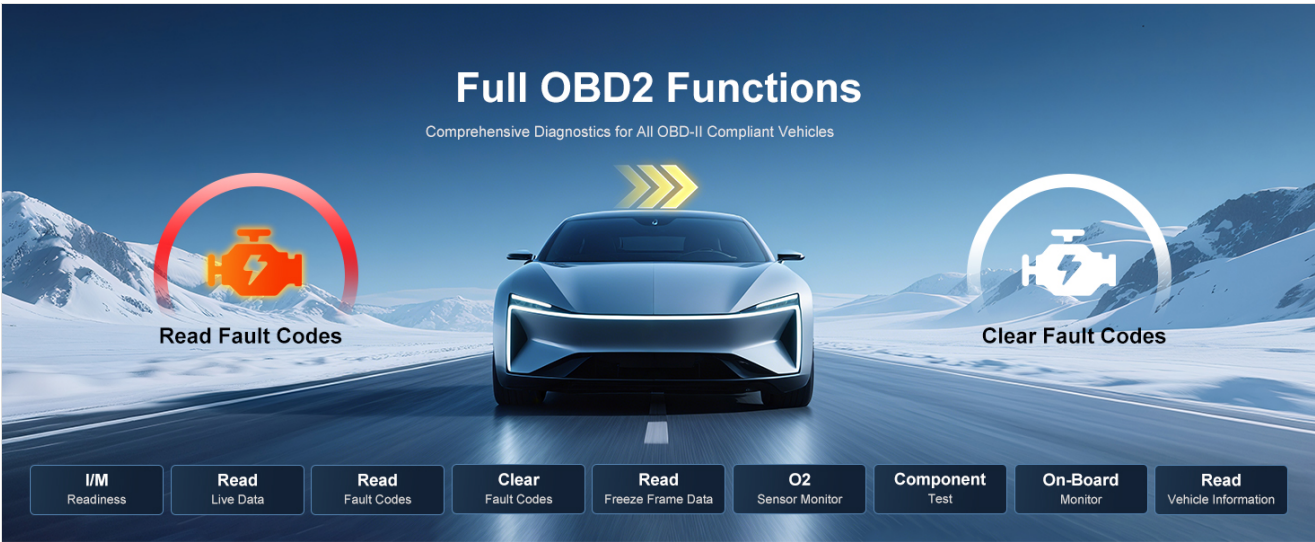 Full OBD2 Functions
Comprehensive Diagnostics for All OBD-II Compliant Vehicles
Read Fault Codes
Clear Fault Codes
I/M
Readiness
Read
Live Data
Read
Fault Codes
Clear
Fault Codes
Read
Freeze Frame Data
O2
Sensor Monitor
Component
Test
On-Board
Monitor
Read
Vehicle Information